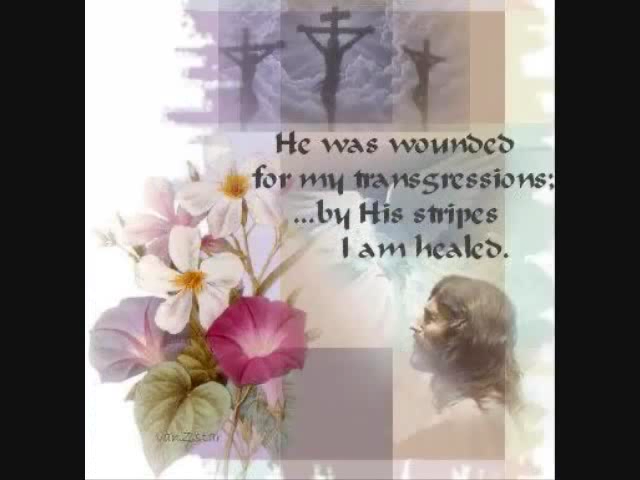 He was wounded
for my transgressions;
...by His stripes
I am healed.